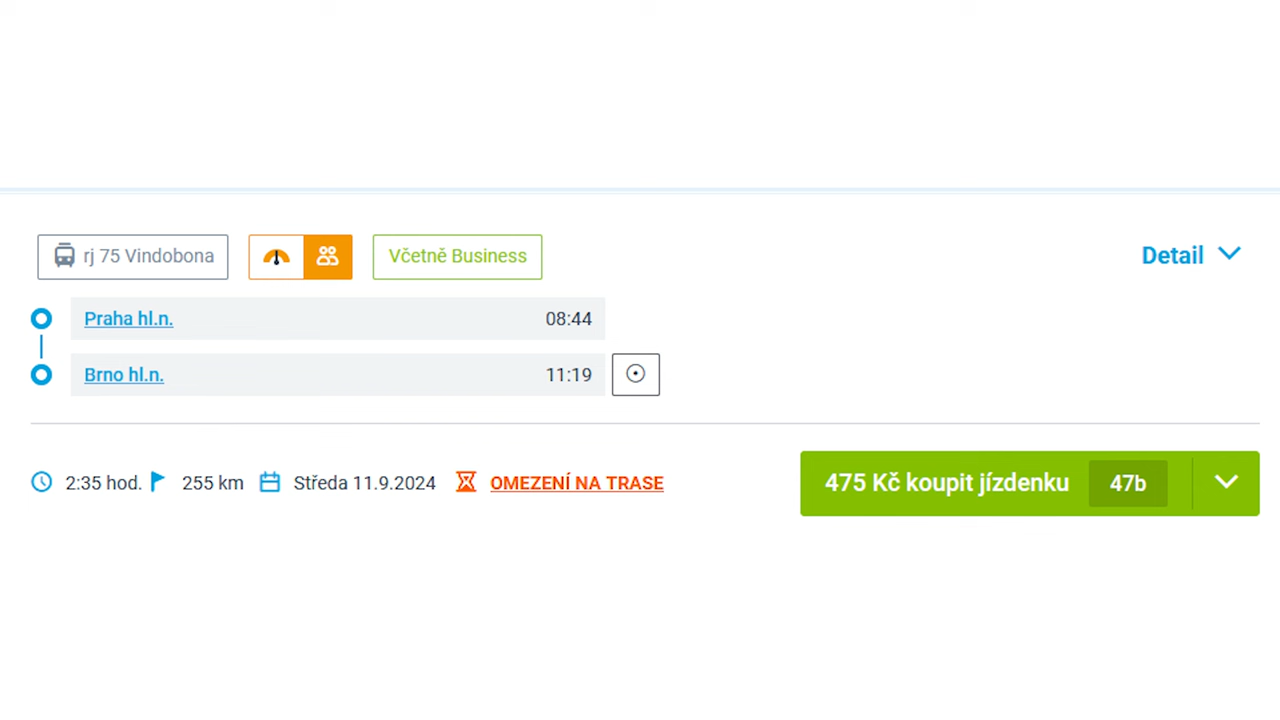 rj 75 Vindobona Včetně Business Detail
Praha hl.n. 08:44
Brno hl.n. 11:19
2:35 hod. 255 km Středa 11.9.2024 OMEZENÍ NA TRASE 475 Kč koupit jízdenku 47b